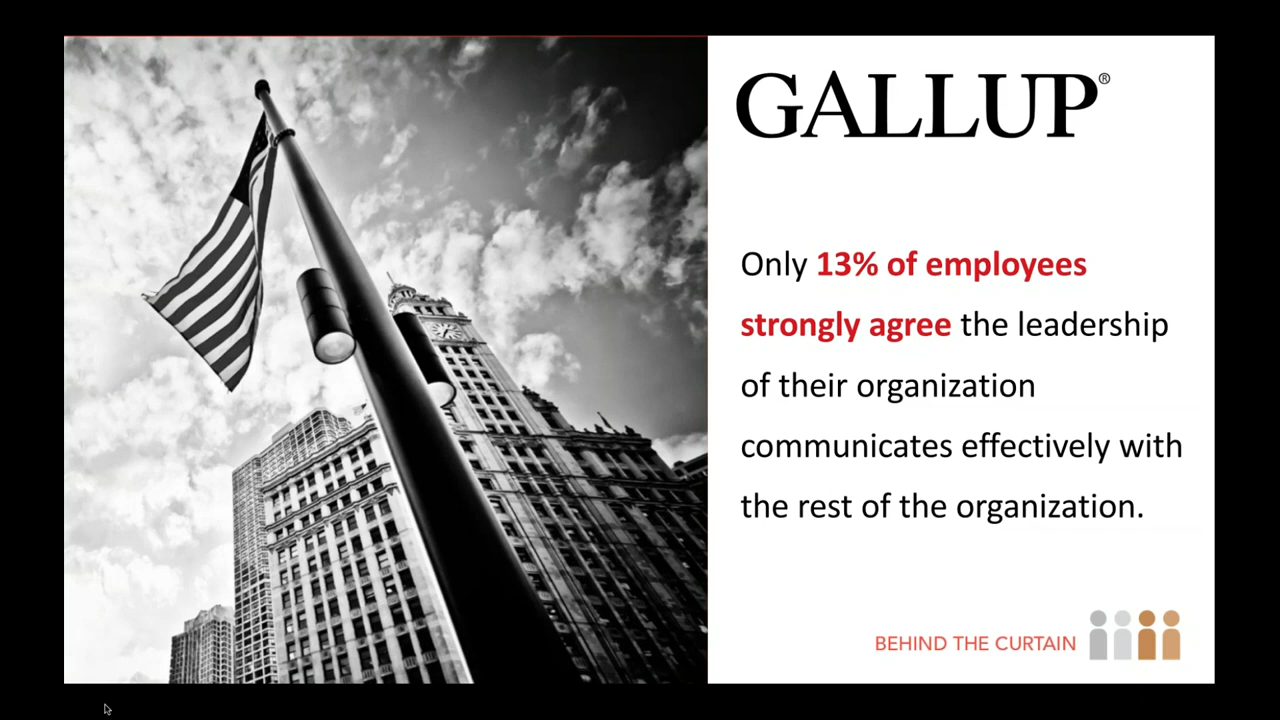 GALLUP®
Only 13% of employees
strongly agree the leadership
of their organization
communicates effectively with
the rest of the organization.
BEHIND THE CURTAIN